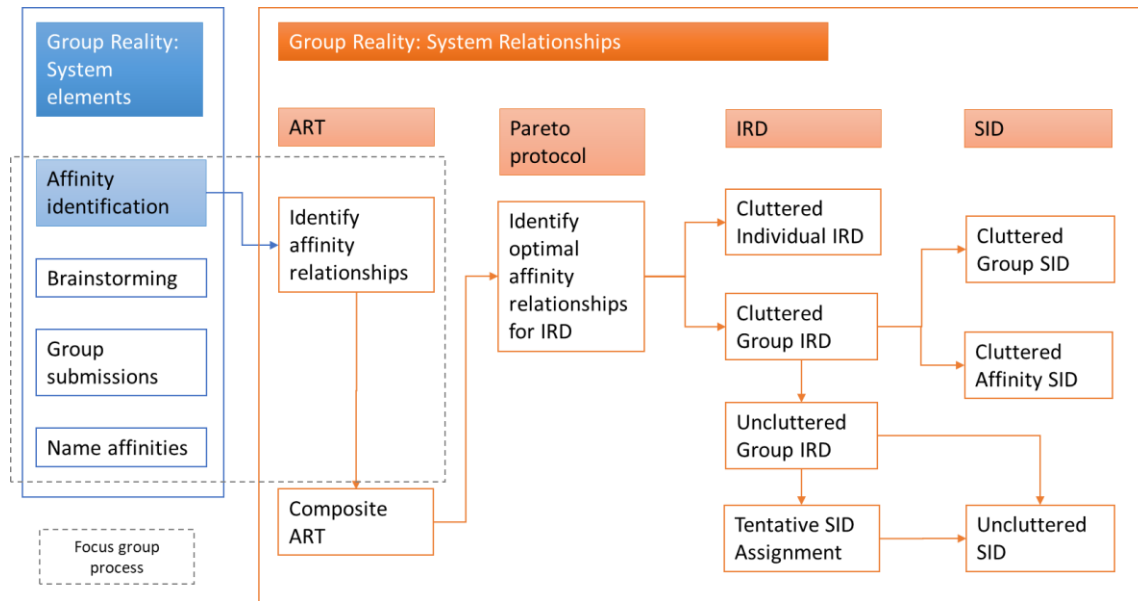 Group Reality:
System
elements
Affinity
identification
Brainstorming
Group
submissions
Name affinities
Focus group
process
Group Reality: System Relationships
ART
Identify
affinity
relationships
Composite
ART
Pareto
protocol
Identify
optimal
affinity
relationships
for IRD
IRD
Cluttered
Individual IRD
Cluttered
Group IRD
Uncluttered
Group IRD
Tentative SID
Assignment
SID
Cluttered
Group SID
Cluttered
Affinity SID
Uncluttered
SID